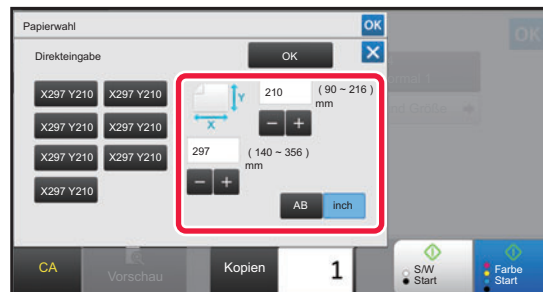 Papierwahl
OK
OK
Direkteingabe
OK
X297 Y210
X297 Y210
X297 Y210
X297 Y210
X297 Y210
X297 Y210
X297 Y210
Y
X
210
( 90 ~ 216 )
mm
297
( 140 ~ 356 )
mm
AB
inch
CA
Vorschau
Kopien
1
S/W
Start
Farbe
Start